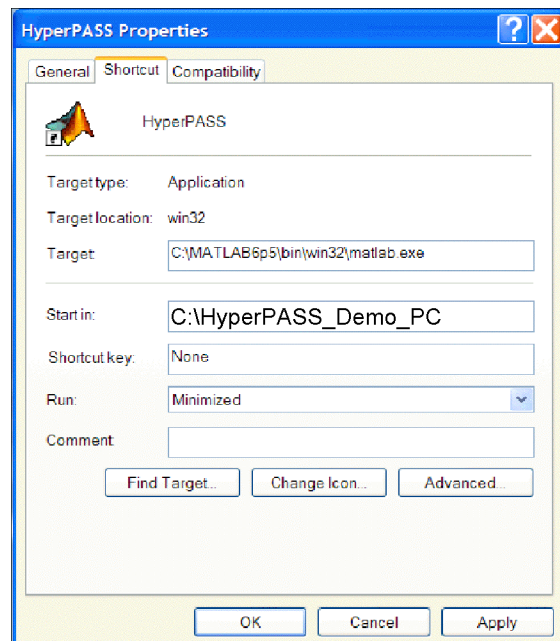 HyperPASS Properties
General Shortcut Compatibility
HyperPASS
Target type: Application
Target location: win32
Target: C:\MATLAB6p5\bin\win32\matlab.exe
Start in: C:\HyperPASS_Demo_PC
Shortcut key: None
Run: Minimized
Comment:
Find Target... Change Icon... Advanced...
OK Cancel Apply